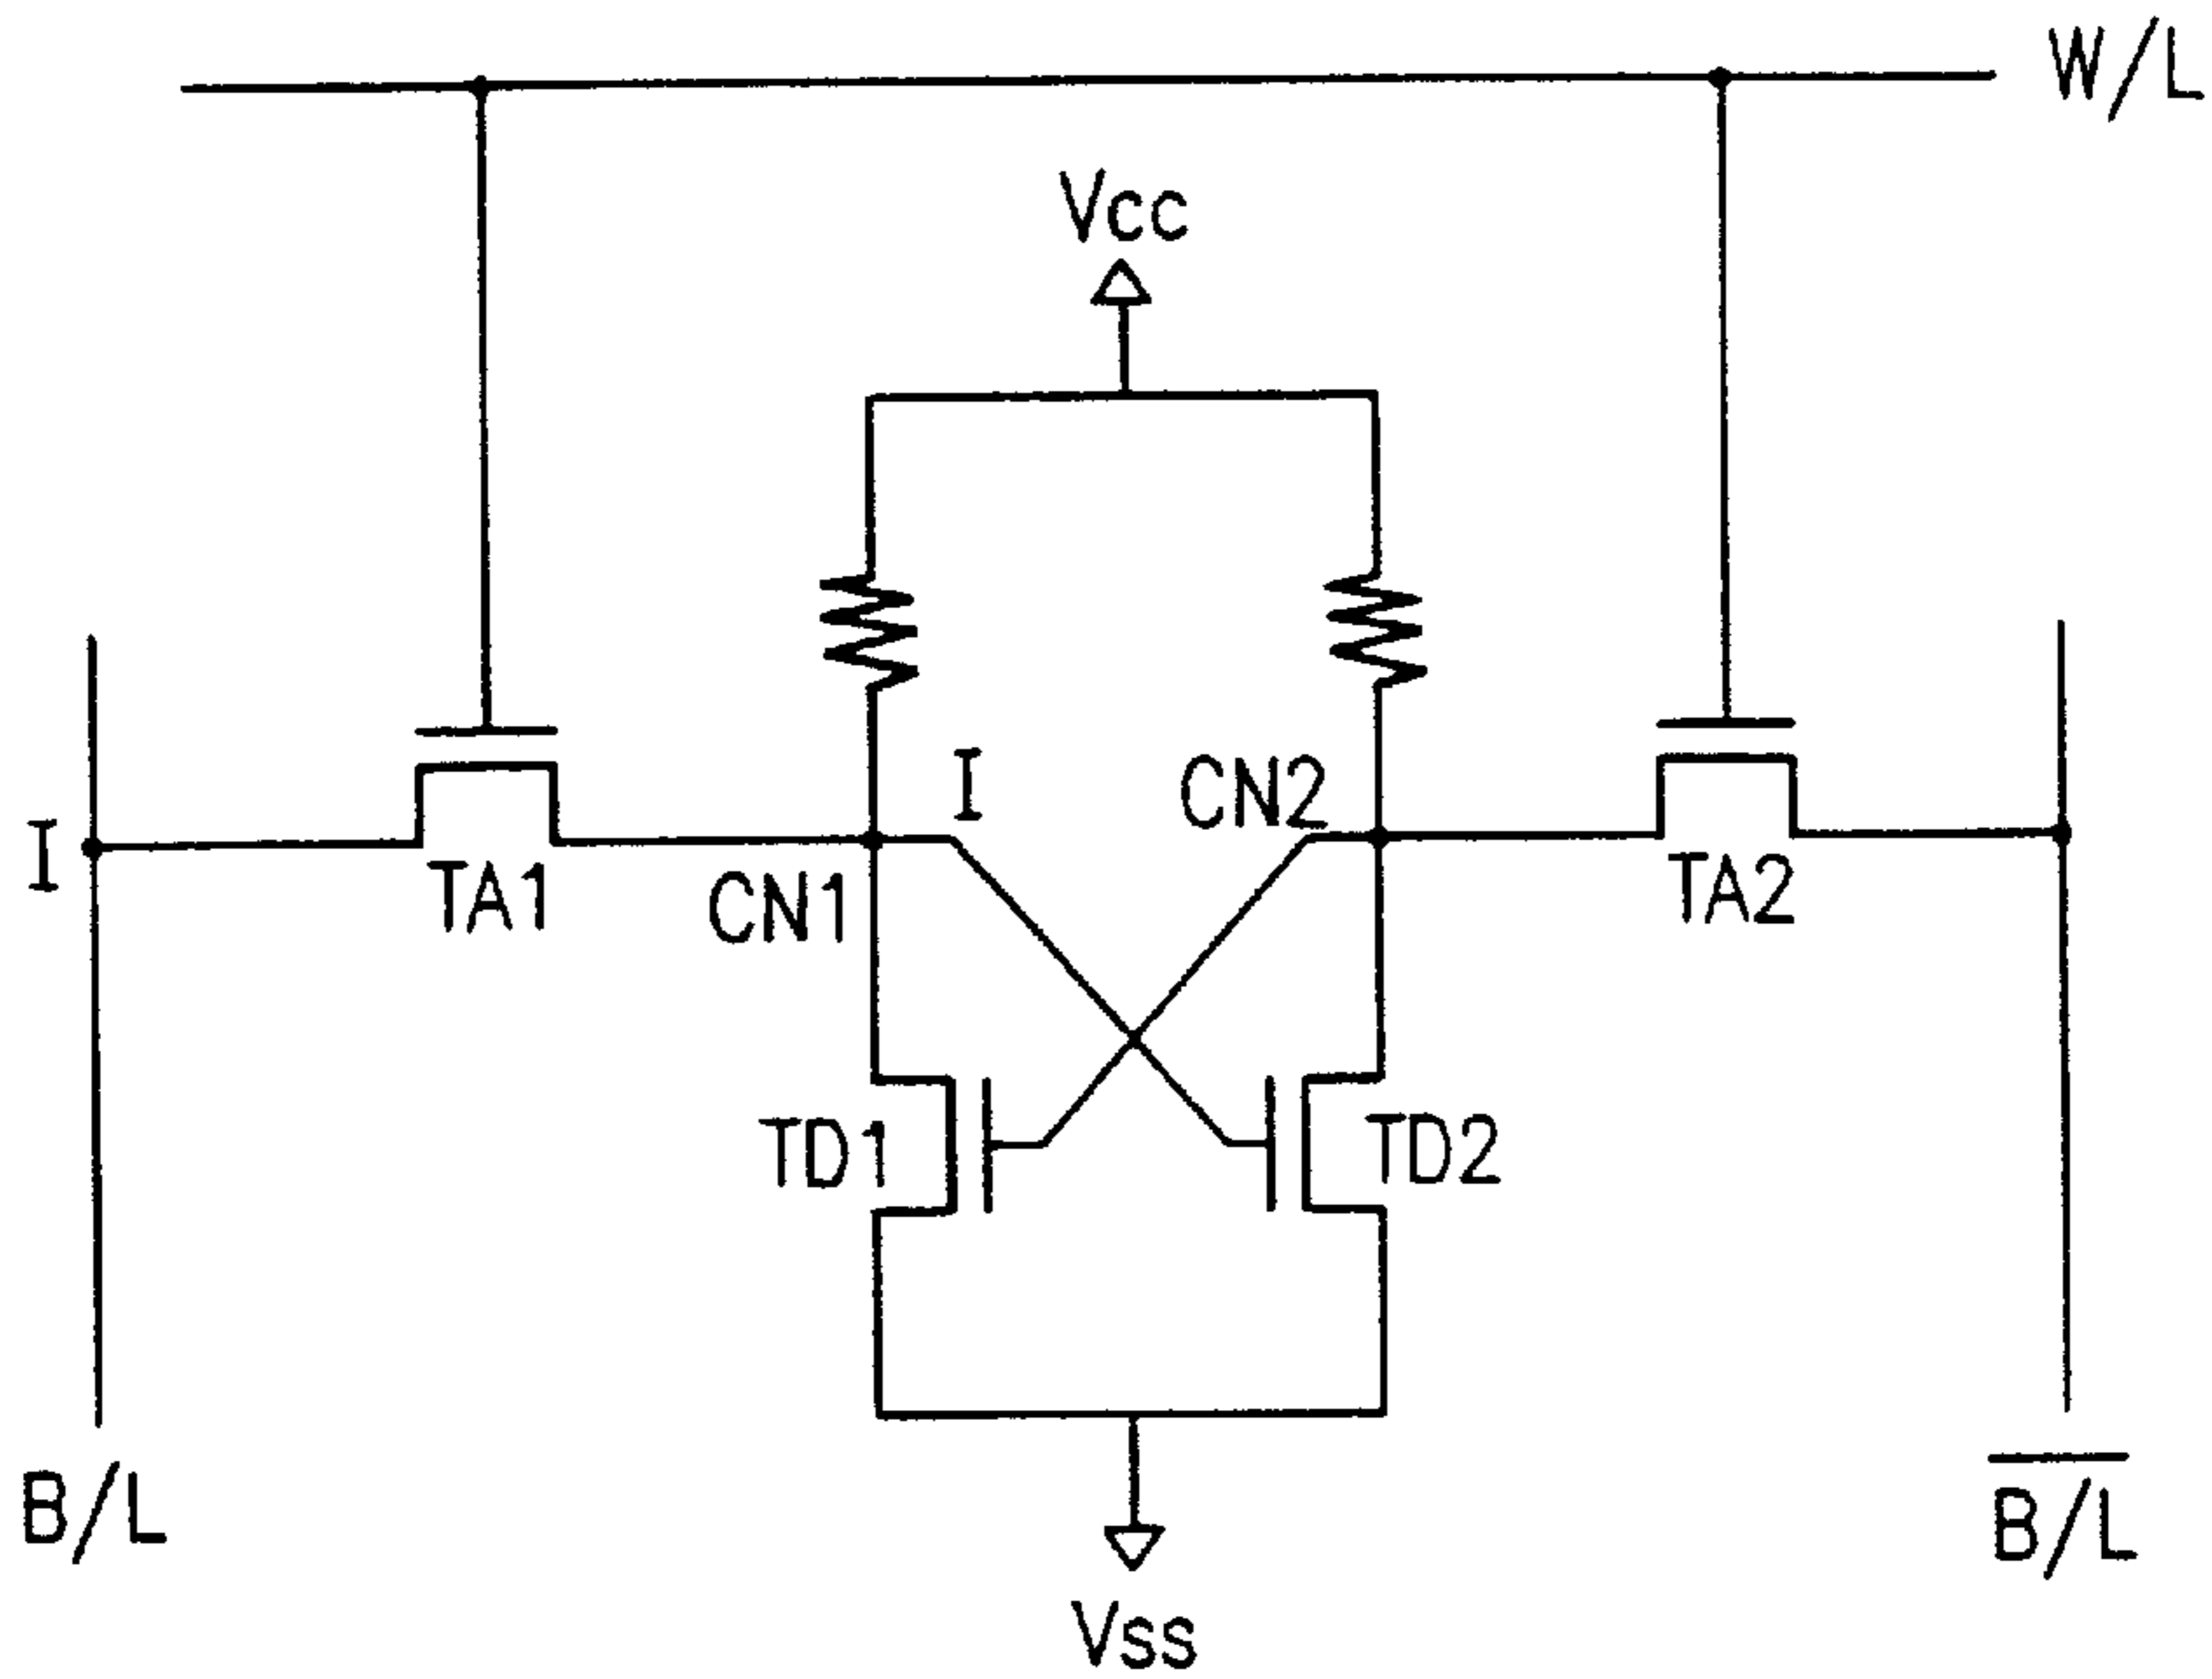 W/L
Vcc
I
CN2
I
TA1
CN1
TA2
TD1
TD2
B/L
B/L
Vss